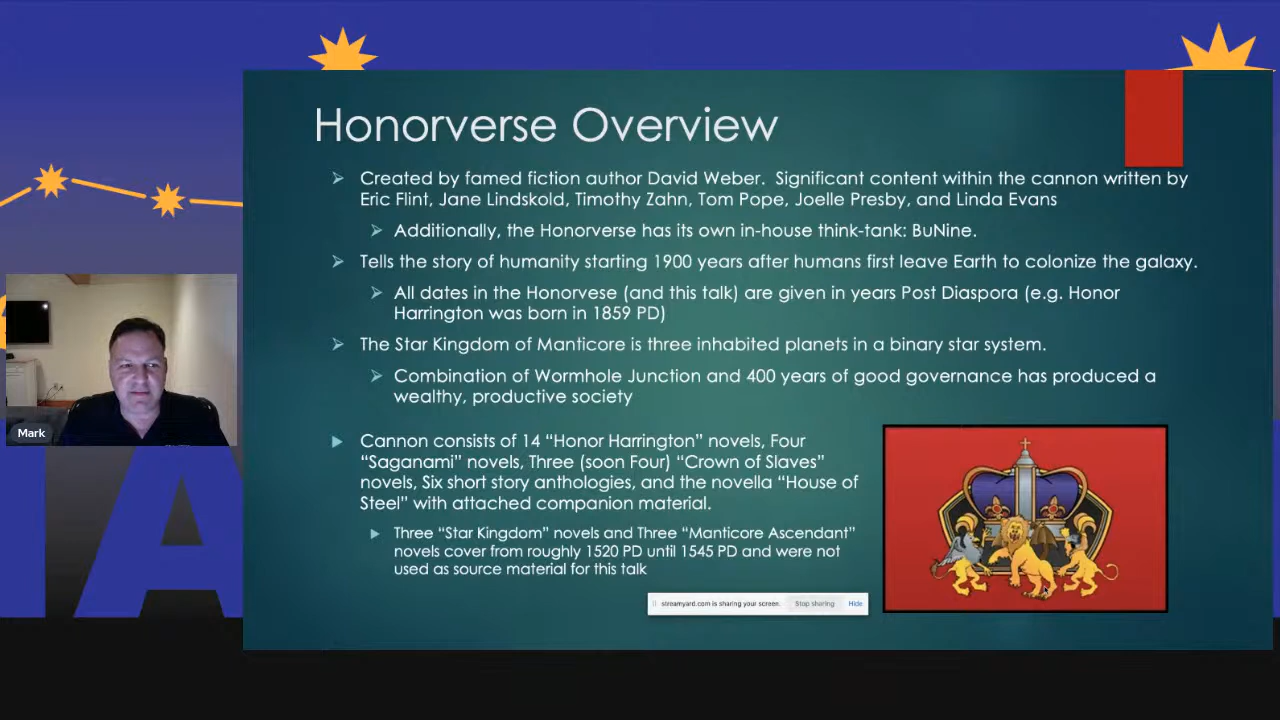 Honorverse Overview
Created by famed fiction author David Weber. Significant content within the cannon written by
Eric Flint, Jane Lindskold, Timothy Zahn, Tom Pope, Joelle Presby, and Linda Evans
Additionally, the Honorverse has its own in-house think-tank: BuNine.
Tells the story of humanity starting 1900 years after humans first leave Earth to colonize the galaxy.
All dates in the Honorvese (and this talk) are given in years Post Diaspora (e.g. Honor
Harrington was born in 1859 PD)
The Star Kingdom of Manticore is three inhabited planets in a binary star system.
Combination of Wormhole Junction and 400 years of good governance has produced a
wealthy, productive society
Cannon consists of 14 “Honor Harrington” novels, Four
“Saganami” novels, Three (soon Four) “Crown of Slaves”
novels, Six short story anthologies, and the novella “House of
Steel” with attached companion material.
Three “Star Kingdom” novels and Three “Manticore Ascendant”
novels cover from roughly 1520 PD until 1545 PD and were not
used as source material for this talk
streamyard.com is sharing your screen. Stop sharing Hide
Mark